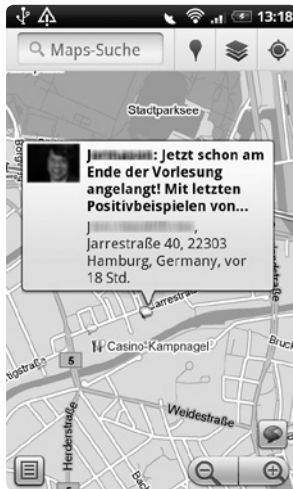 13:18
Maps-Suche
Stadtparksee
: Jetzt schon am
Ende der Vorlesung
angelangt! Mit letzten
Positivbeispielen von...
Jarrestraße 40, 22303
Hamburg, Germany, vor
18 Std.
Jarrestra
Casino-Kampnagel
5
Weidestraße
Herderstraße